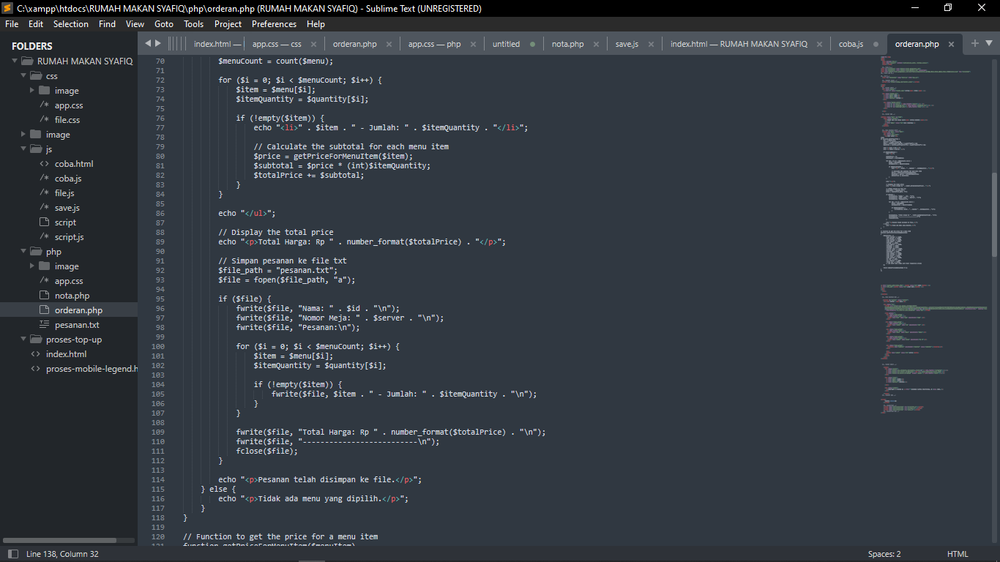 C:\xampp\htdocs\RUMAH MAKAN SYAFIQ\php\orderan.php (RUMAH MAKAN SYAFIQ) - Sublime Text (UNREGISTERED)
File Edit Selection Find View Goto Tools Project Preferences Help
FOLDERS
RUMAH MAKAN SYAFIQ
css
image
/* app.css
/* file.css
image
js
<> coba.html
/* coba.js
/* file.js
/* save.js
script
/* script.js
php
image
/* app.css
nota.php
orderan.php
pesanan.txt
proses-top-up
<> index.html
<> proses-mobile-legend.h
index.html — app.css — css orderan.php app.css — php untitled nota.php save.js index.html — RUMAH MAKAN SYAFIQ coba.js orderan.php
70 $menuCount = count($menu);
71
72 for ($i = 0; $i < $menuCount; $i++) {
73 $item = $menu[$i];
74 $itemQuantity = $quantity[$i];
75
76 if (!empty($item)) {
77 echo "<li>" . $item . " - Jumlah: " . $itemQuantity . "</li>";
78
79 // Calculate the subtotal for each menu item
80 $price = getPriceForMenuItem($item);
81 $subtotal = $price * (int)$itemQuantity;
82 $totalPrice += $subtotal;
83 }
84 }
85
86 echo "</ul>";
87
88 // Display the total price
89 echo "<p>Total Harga: Rp " . number_format($totalPrice) . "</p>";
90
91 // Simpan pesanan ke file txt
92 $file_path = "pesanan.txt";
93 $file = fopen($file_path, "a");
94
95 if ($file) {
96 fwrite($file, "Nama: " . $id . "\n");
97 fwrite($file, "Nomor Meja: " . $server . "\n");
98 fwrite($file, "Pesanan:\n");
99
100 for ($i = 0; $i < $menuCount; $i++) {
101 $item = $menu[$i];
102 $itemQuantity = $quantity[$i];
103
104 if (!empty($item)) {
105 fwrite($file, $item . " - Jumlah: " . $itemQuantity . "\n");
106 }
107 }
108
109 fwrite($file, "Total Harga: Rp " . number_format($totalPrice) . "\n");
110 fwrite($file, "--------------------------\n");
111 fclose($file);
112 }
113
114 echo "<p>Pesanan telah disimpan ke file.</p>";
115 } else {
116 echo "<p>Tidak ada menu yang dipilih.</p>";
117 }
118 }
119
120 // Function to get the price for a menu item
121 function getPriceForMenuItem($menuItem)
Line 138, Column 32
Spaces: 2
HTML